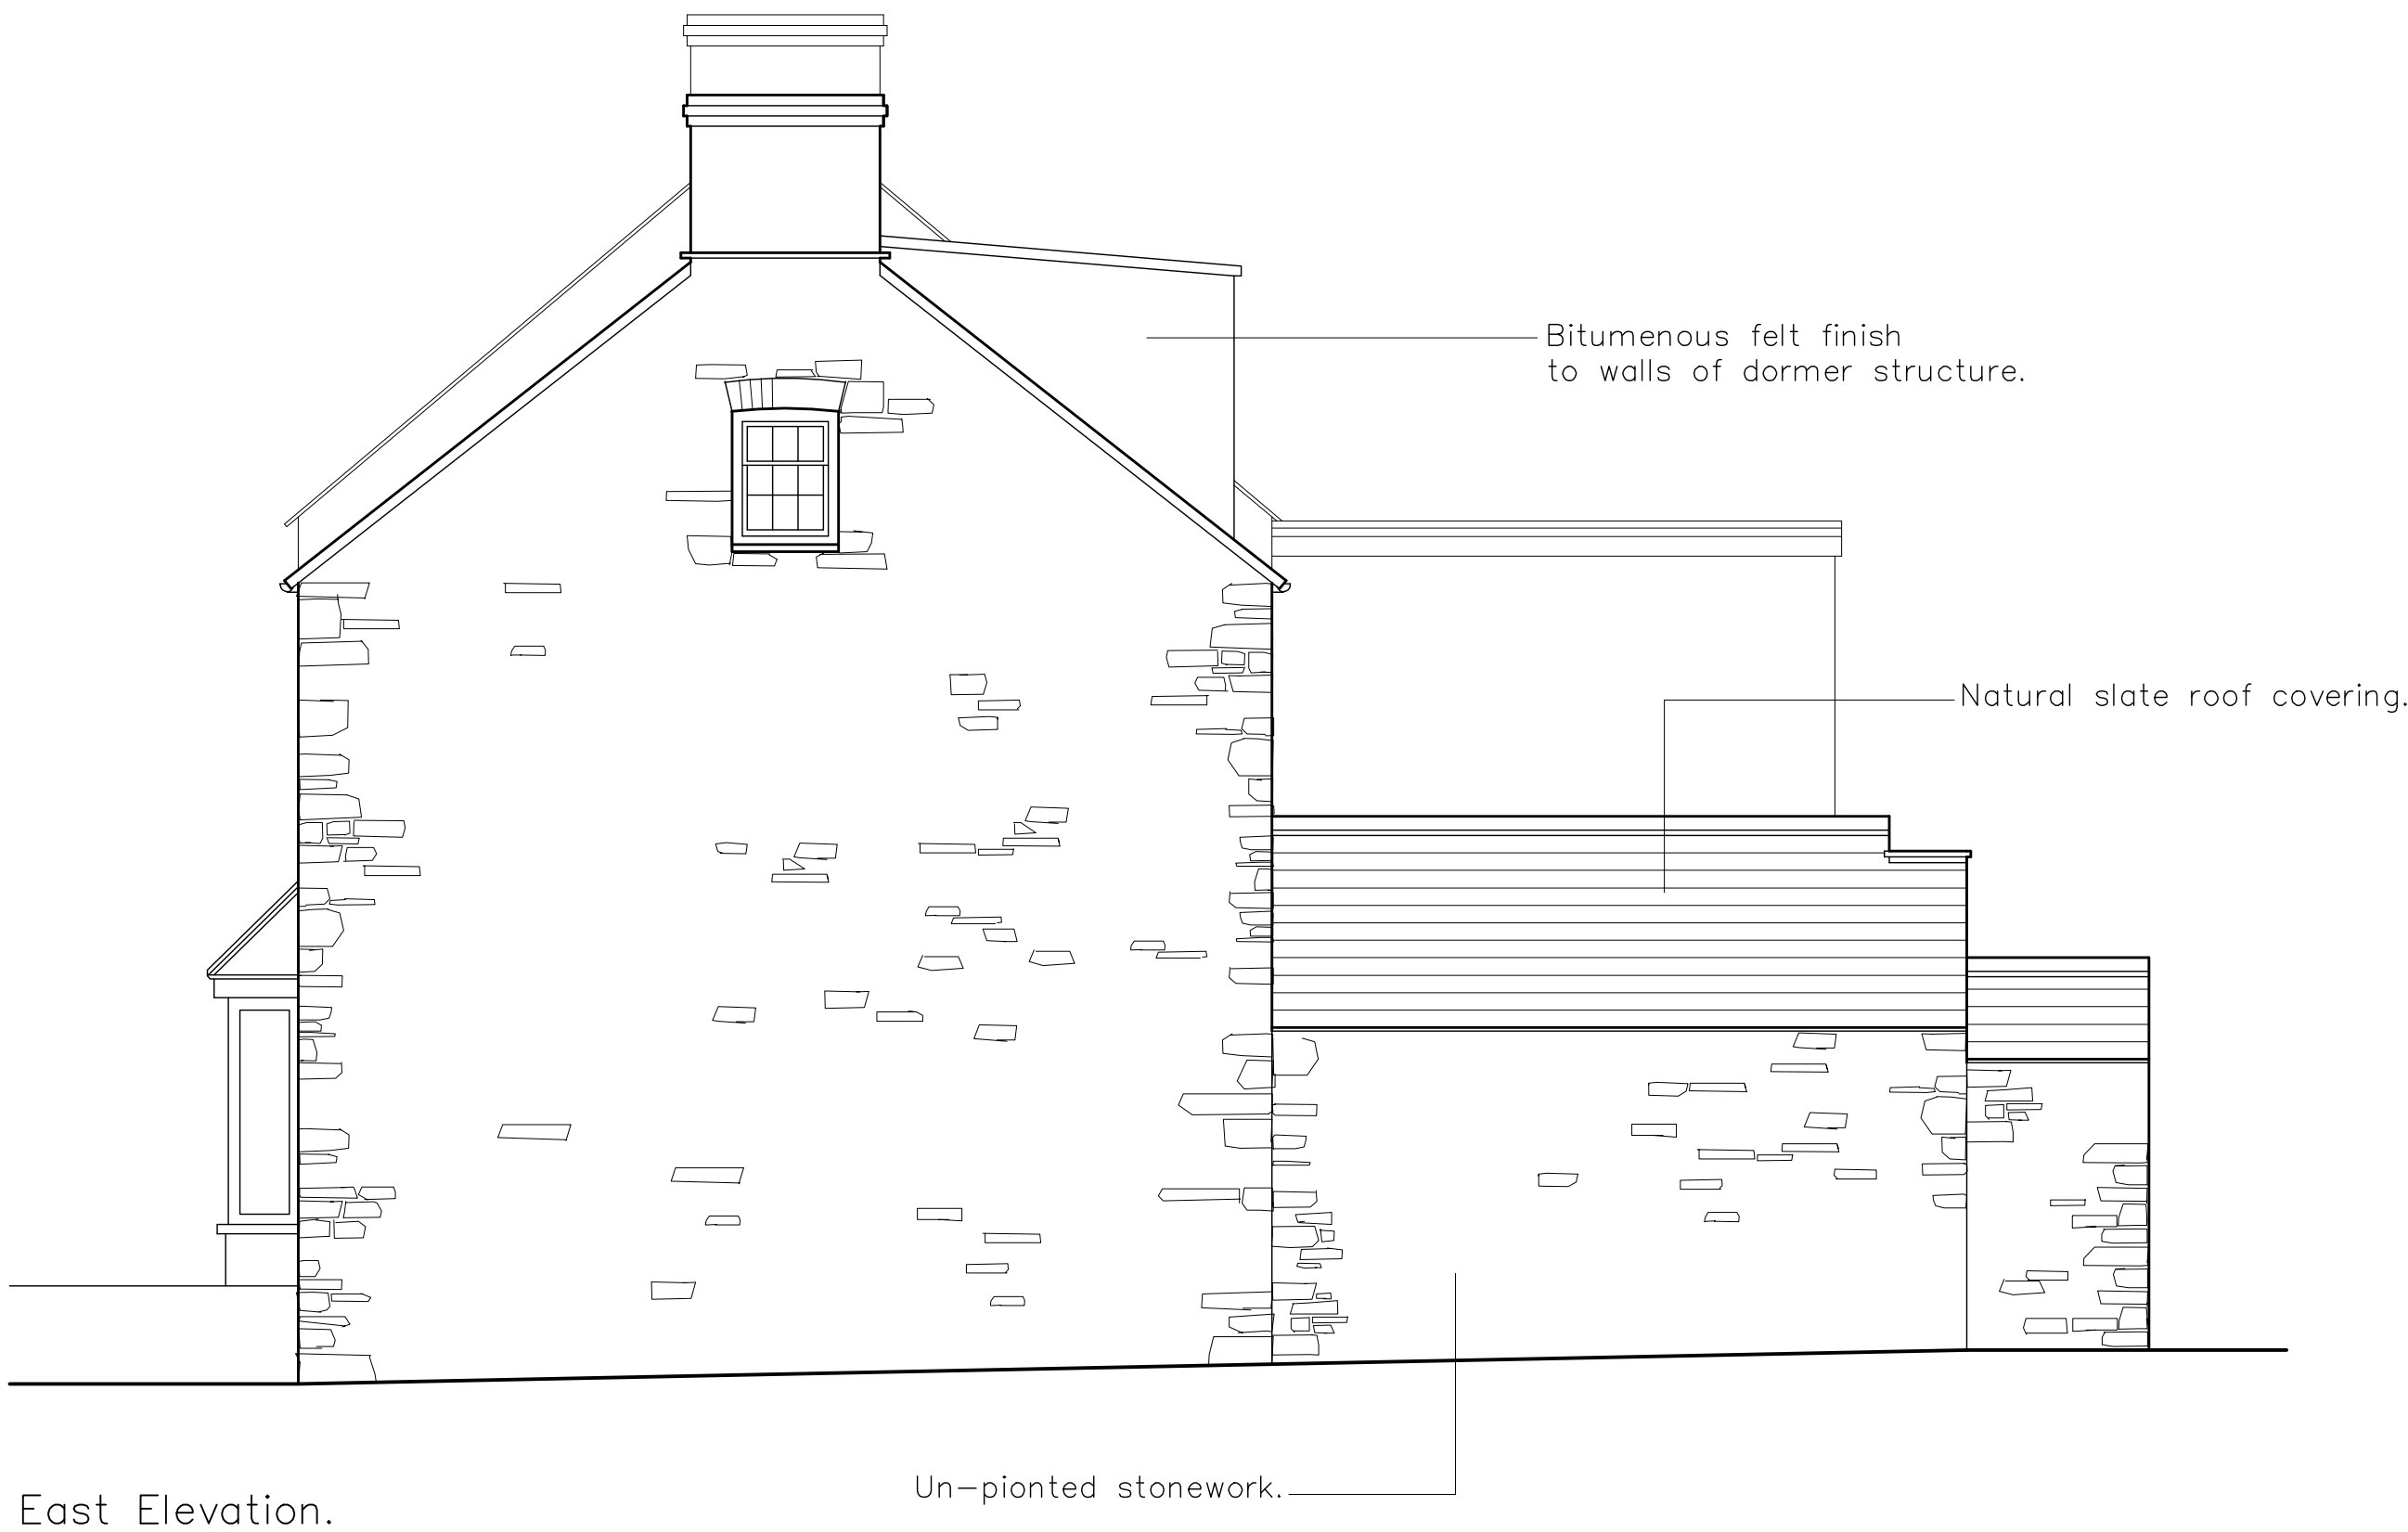 Bitumenous felt finish
to walls of dormer structure.
Natural slate roof covering.
Un-pionted stonework.
East Elevation.